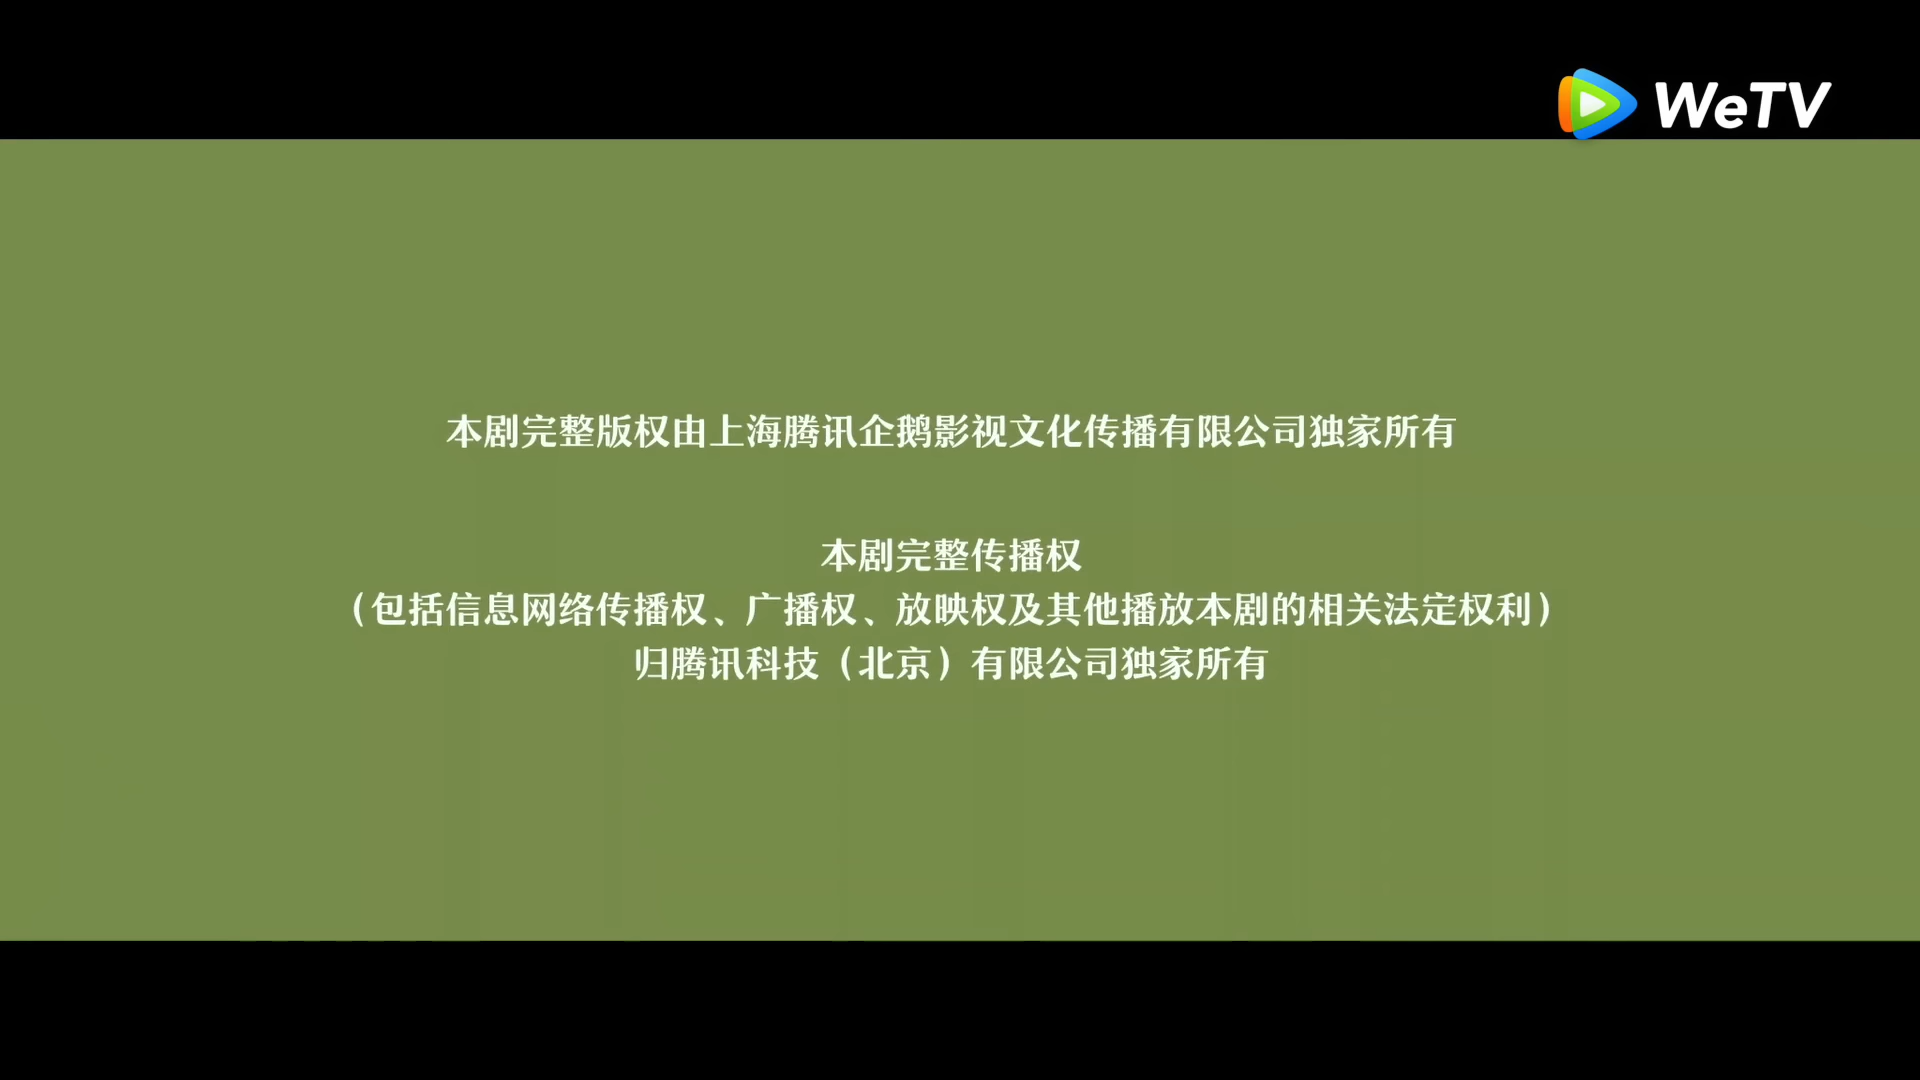 WeTV
本剧完整版权由上海腾讯企鹅影视文化传播有限公司独家所有
本剧完整传播权
（包括信息网络传播权、广播权、放映权及其他播放本剧的相关法定权利）
归腾讯科技（北京）有限公司独家所有